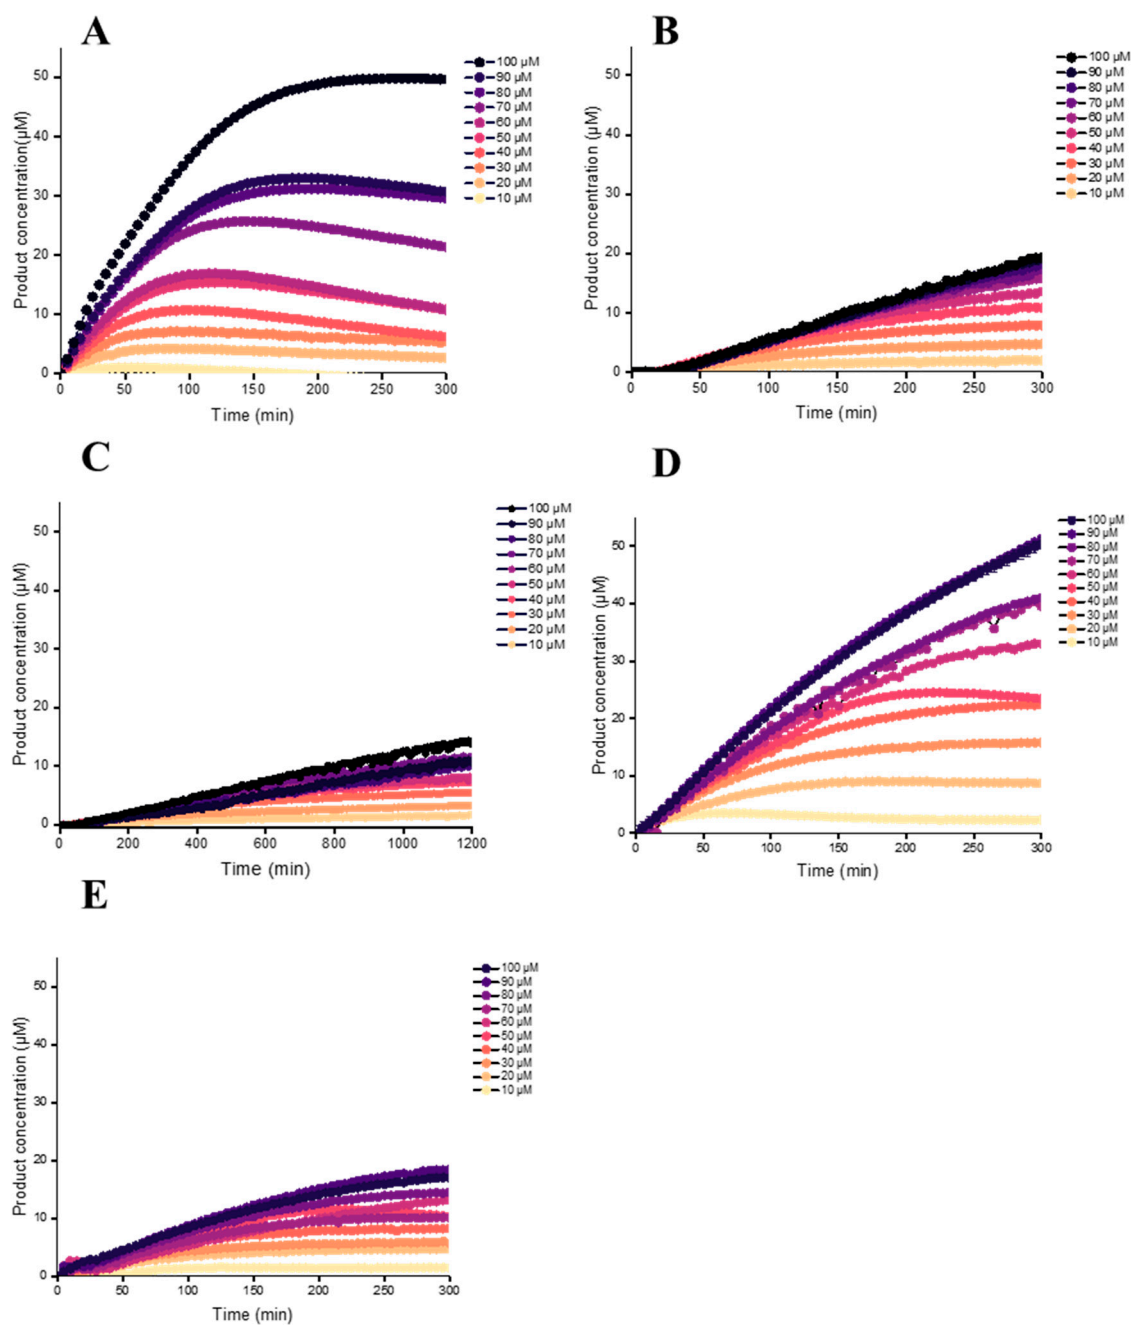 A
Product concentration(µM)
50
40
30
20
10
0
0 50 100 150 200 250 300
Time (min)
100 µM
90 µM
80 µM
70 µM
60 µM
50 µM
40 µM
30 µM
20 µM
10 µM
B
Product concentration (µM)
50
40
30
20
10
0
0 50 100 150 200 250 300
Time (min)
100 µM
90 µM
80 µM
70 µM
60 µM
50 µM
40 µM
30 µM
20 µM
10 µM
C
Product concentration (µM)
50
40
30
20
10
0
0 200 400 600 800 1000 1200
Time (min)
100 µM
90 µM
80 µM
70 µM
60 µM
50 µM
40 µM
30 µM
20 µM
10 µM
D
Product concentration (µM)
50
40
30
20
10
0
0 50 100 150 200 250 300
Time (min)
100 µM
90 µM
80 µM
70 µM
60 µM
50 µM
40 µM
30 µM
20 µM
10 µM
E
Product concentration (µM)
50
40
30
20
10
0
0 50 100 150 200 250 300
Time (min)
100 µM
90 µM
80 µM
70 µM
60 µM
50 µM
40 µM
30 µM
20 µM
10 µM